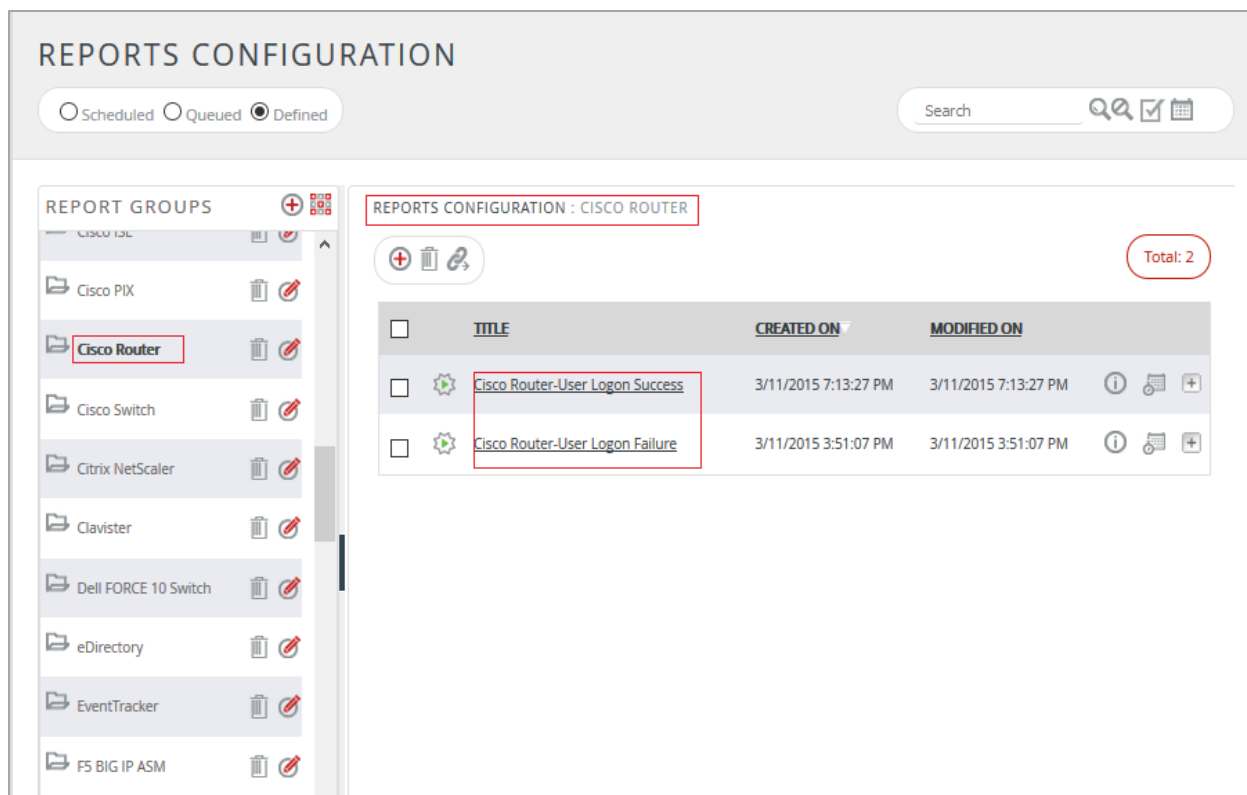 REPORTS CONFIGURATION
Scheduled Queued Defined
Search
REPORT GROUPS
Cisco ISE
Cisco PIX
Cisco Router
Cisco Switch
Citrix NetScaler
Clavister
Dell FORCE 10 Switch
eDirectory
EventTracker
F5 BIG IP ASM
REPORTS CONFIGURATION : CISCO ROUTER
Total: 2
TITLE CREATED ON MODIFIED ON
Cisco Router-User Logon Success 3/11/2015 7:13:27 PM 3/11/2015 7:13:27 PM
Cisco Router-User Logon Failure 3/11/2015 3:51:07 PM 3/11/2015 3:51:07 PM